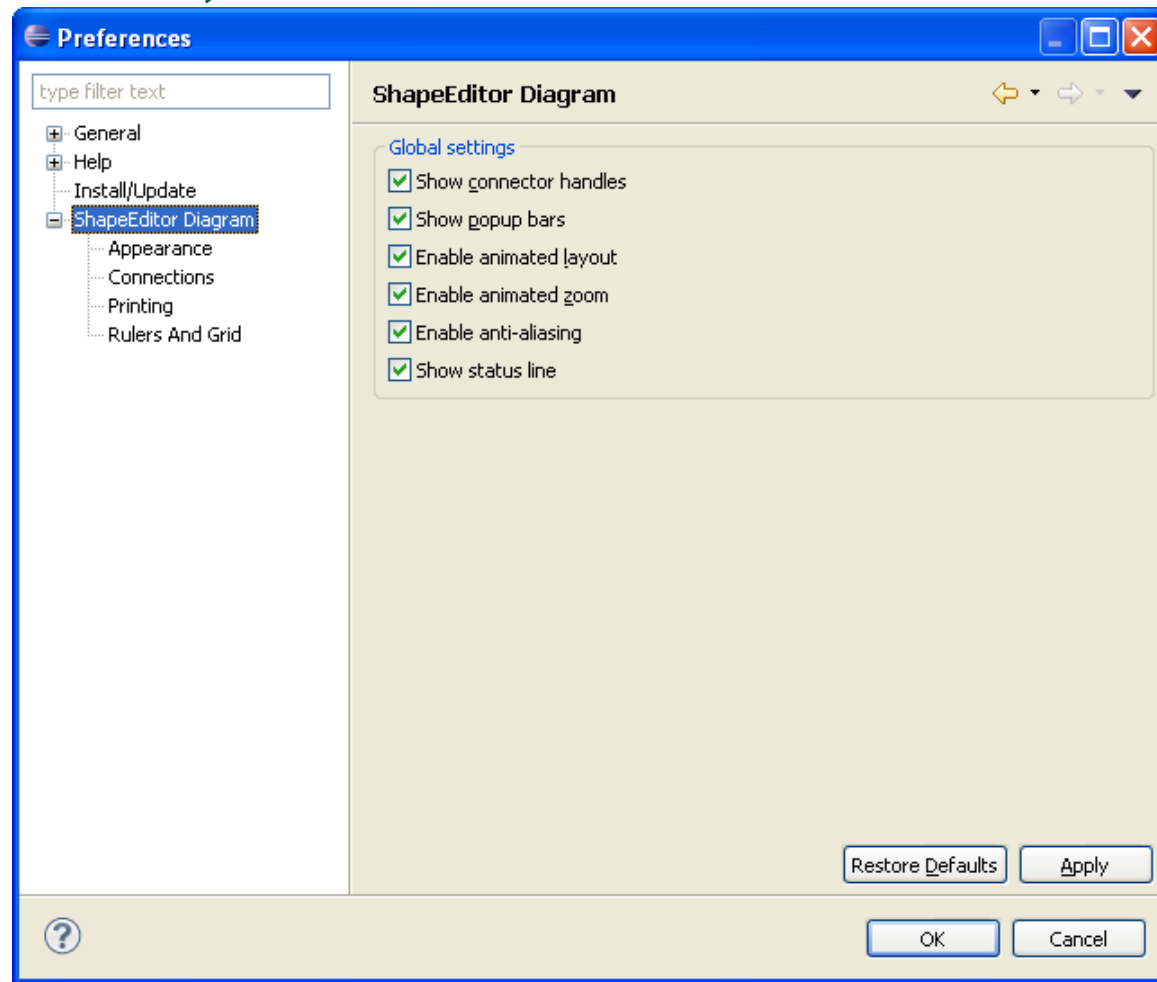 Preferences
type filter text
ShapeEditor Diagram
General
Help
Install/Update
ShapeEditor Diagram
Appearance
Connections
Printing
Rulers And Grid
Global settings
Show connector handles
Show popup bars
Enable animated layout
Enable animated zoom
Enable anti-aliasing
Show status line
Restore Defaults
Apply
OK
Cancel